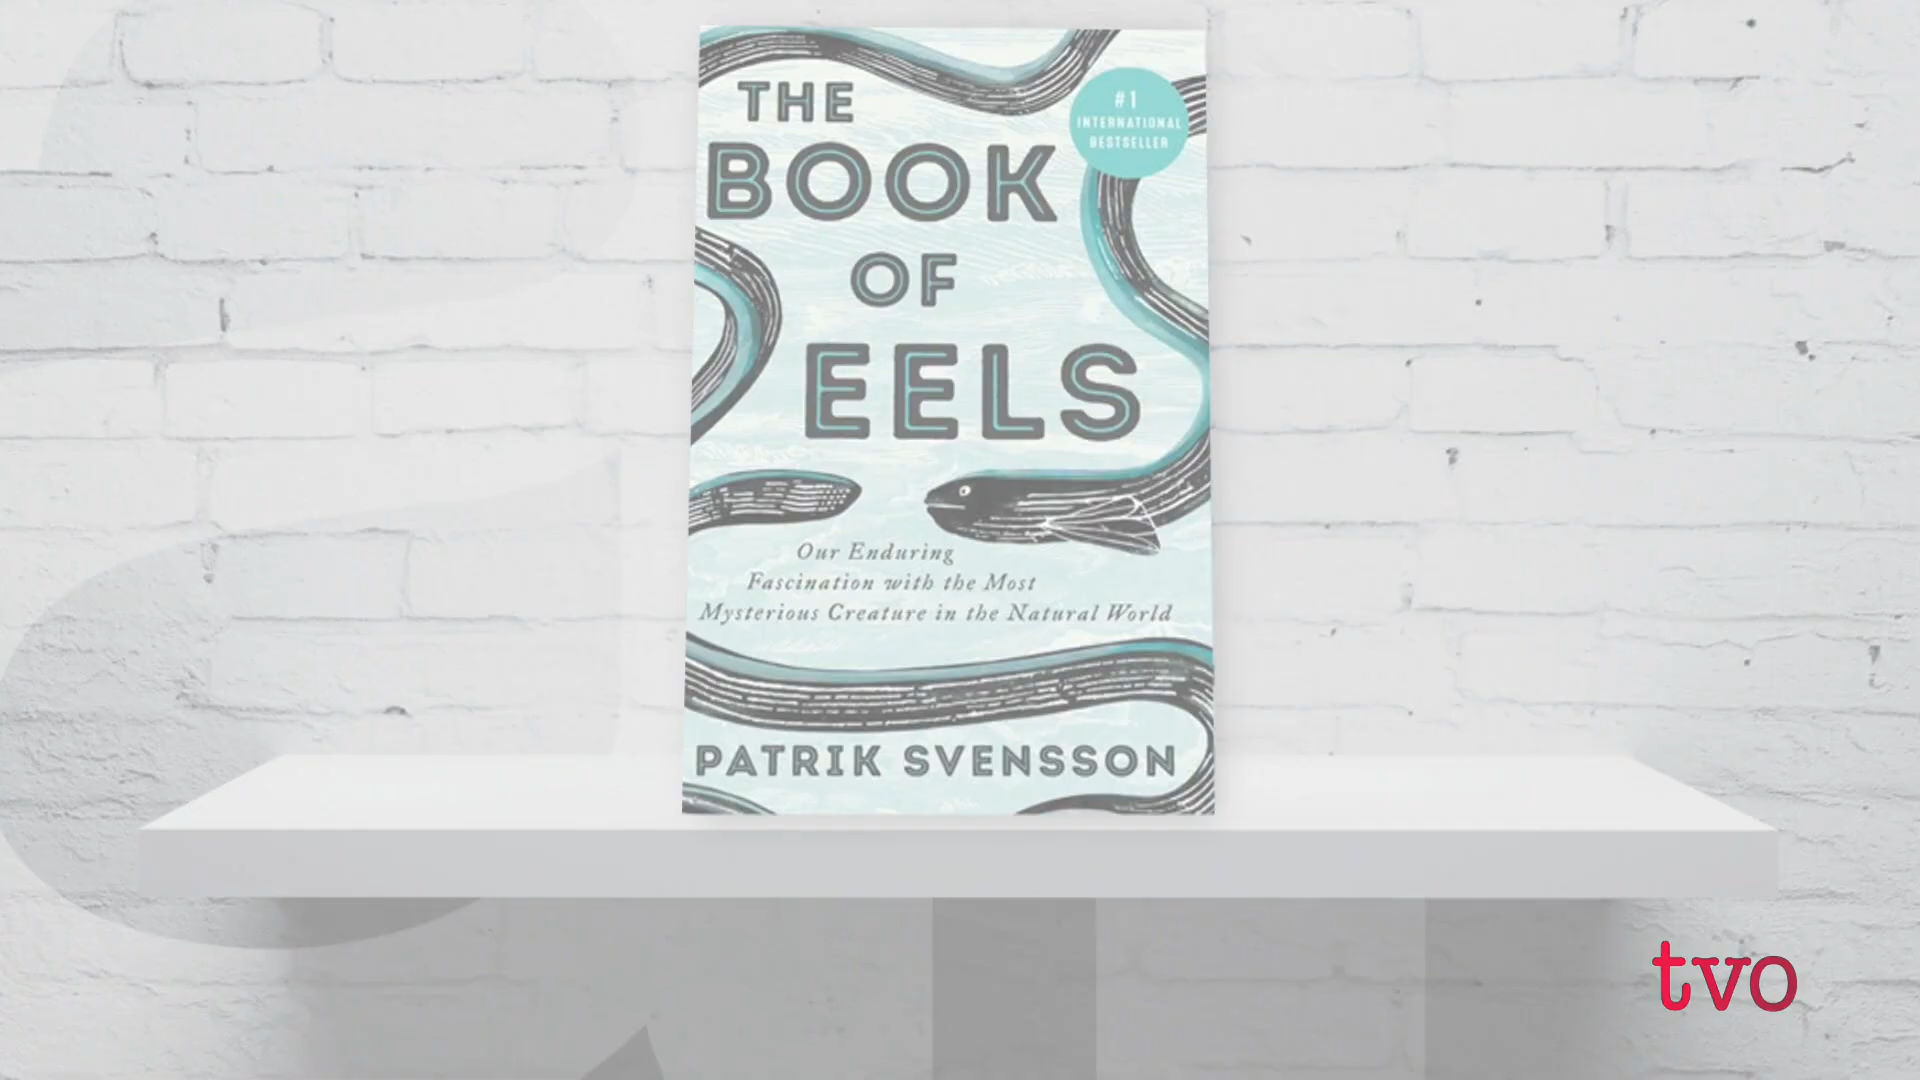 THE
BOOK
OF
EELS
#1
INTERNATIONAL
BESTSELLER
Our Enduring
Fascination with the Most
Mysterious Creature in the Natural World
PATRIK SVENSSON
tvo